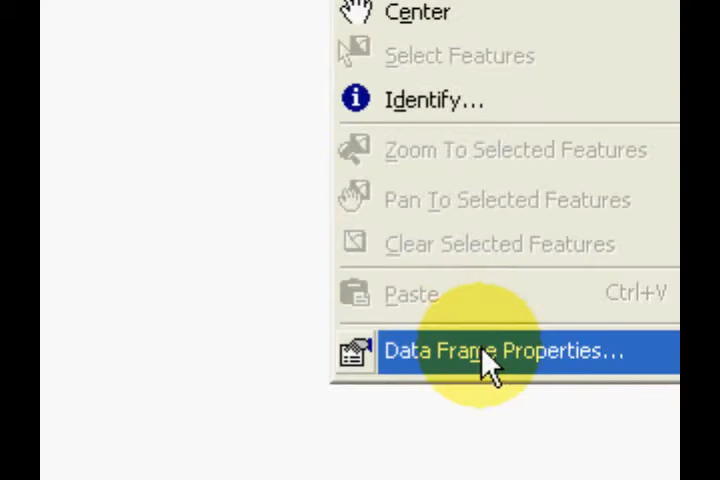 Center
Select Features
Identify...
Zoom To Selected Features
Pan To Selected Features
Clear Selected Features
Paste Ctrl+V
Data Frame Properties...